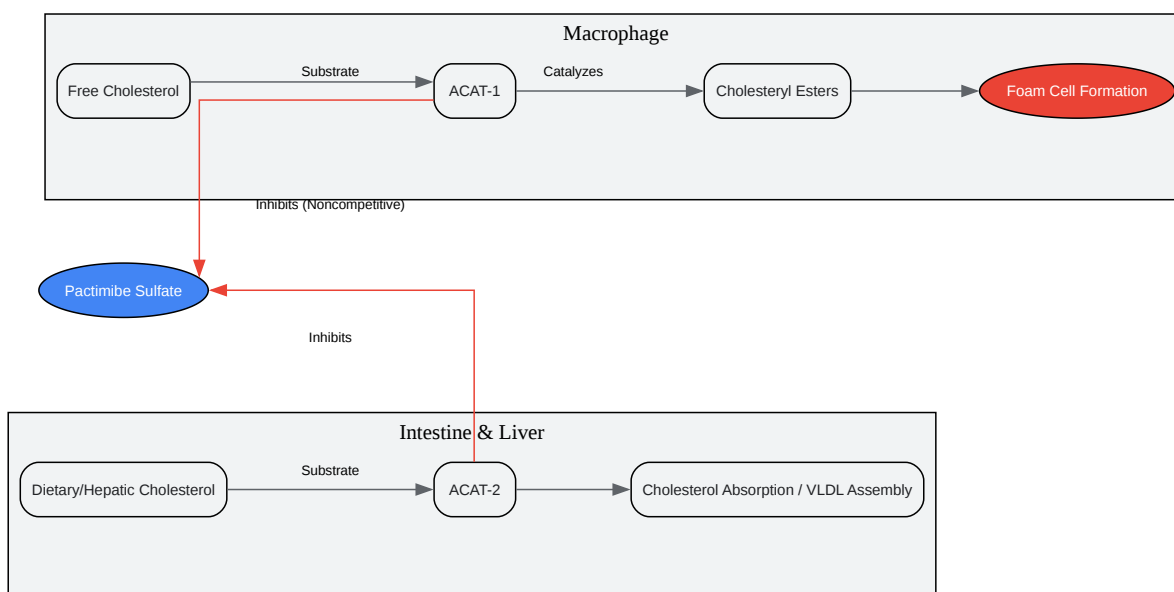 Macrophage
Free Cholesterol
Substrate
ACAT-1
Catalyzes
Cholesteryl Esters
Foam Cell Formation
Inhibits (Noncompetitive)
Pactimibe Sulfate
Inhibits
Intestine & Liver
Dietary/Hepatic Cholesterol
Substrate
ACAT-2
Cholesterol Absorption / VLDL Assembly